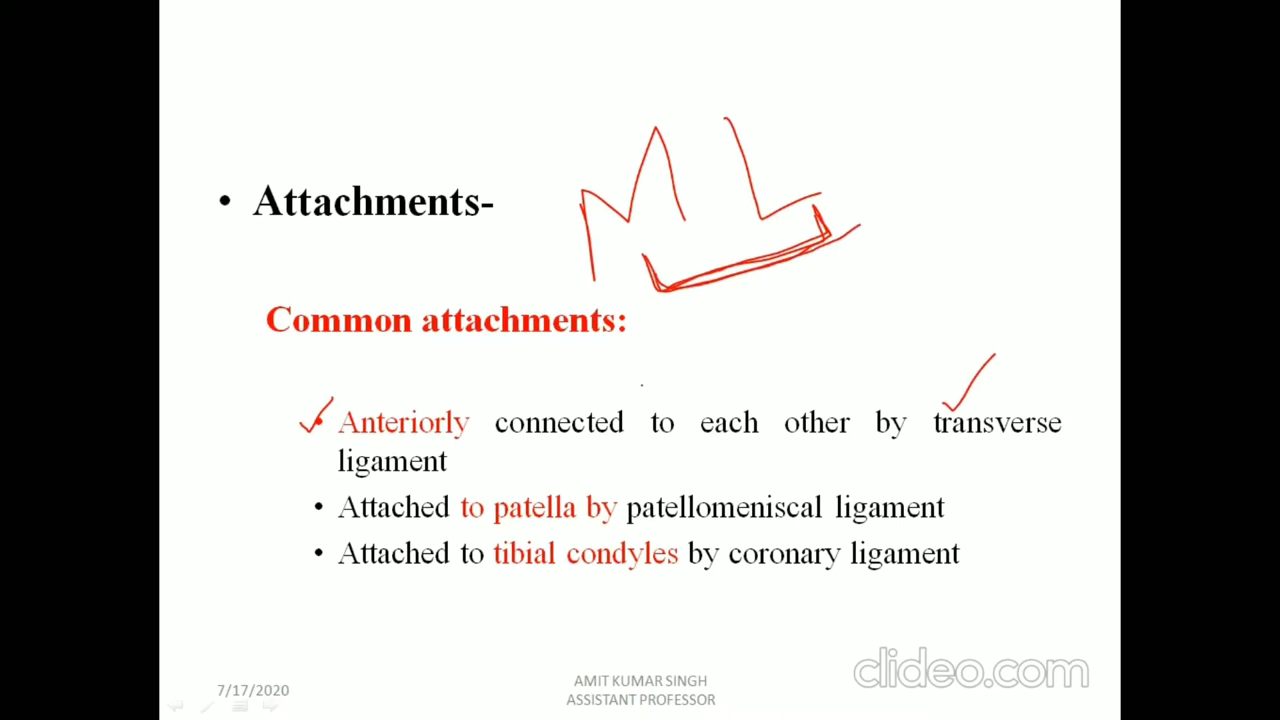 • Attachments-
M L
Common attachments:
• Anteriorly connected to each other by transverse
ligament
• Attached to patella by patellomeniscal ligament
• Attached to tibial condyles by coronary ligament
7/17/2020
AMIT KUMAR SINGH
ASSISTANT PROFESSOR
clideo.com